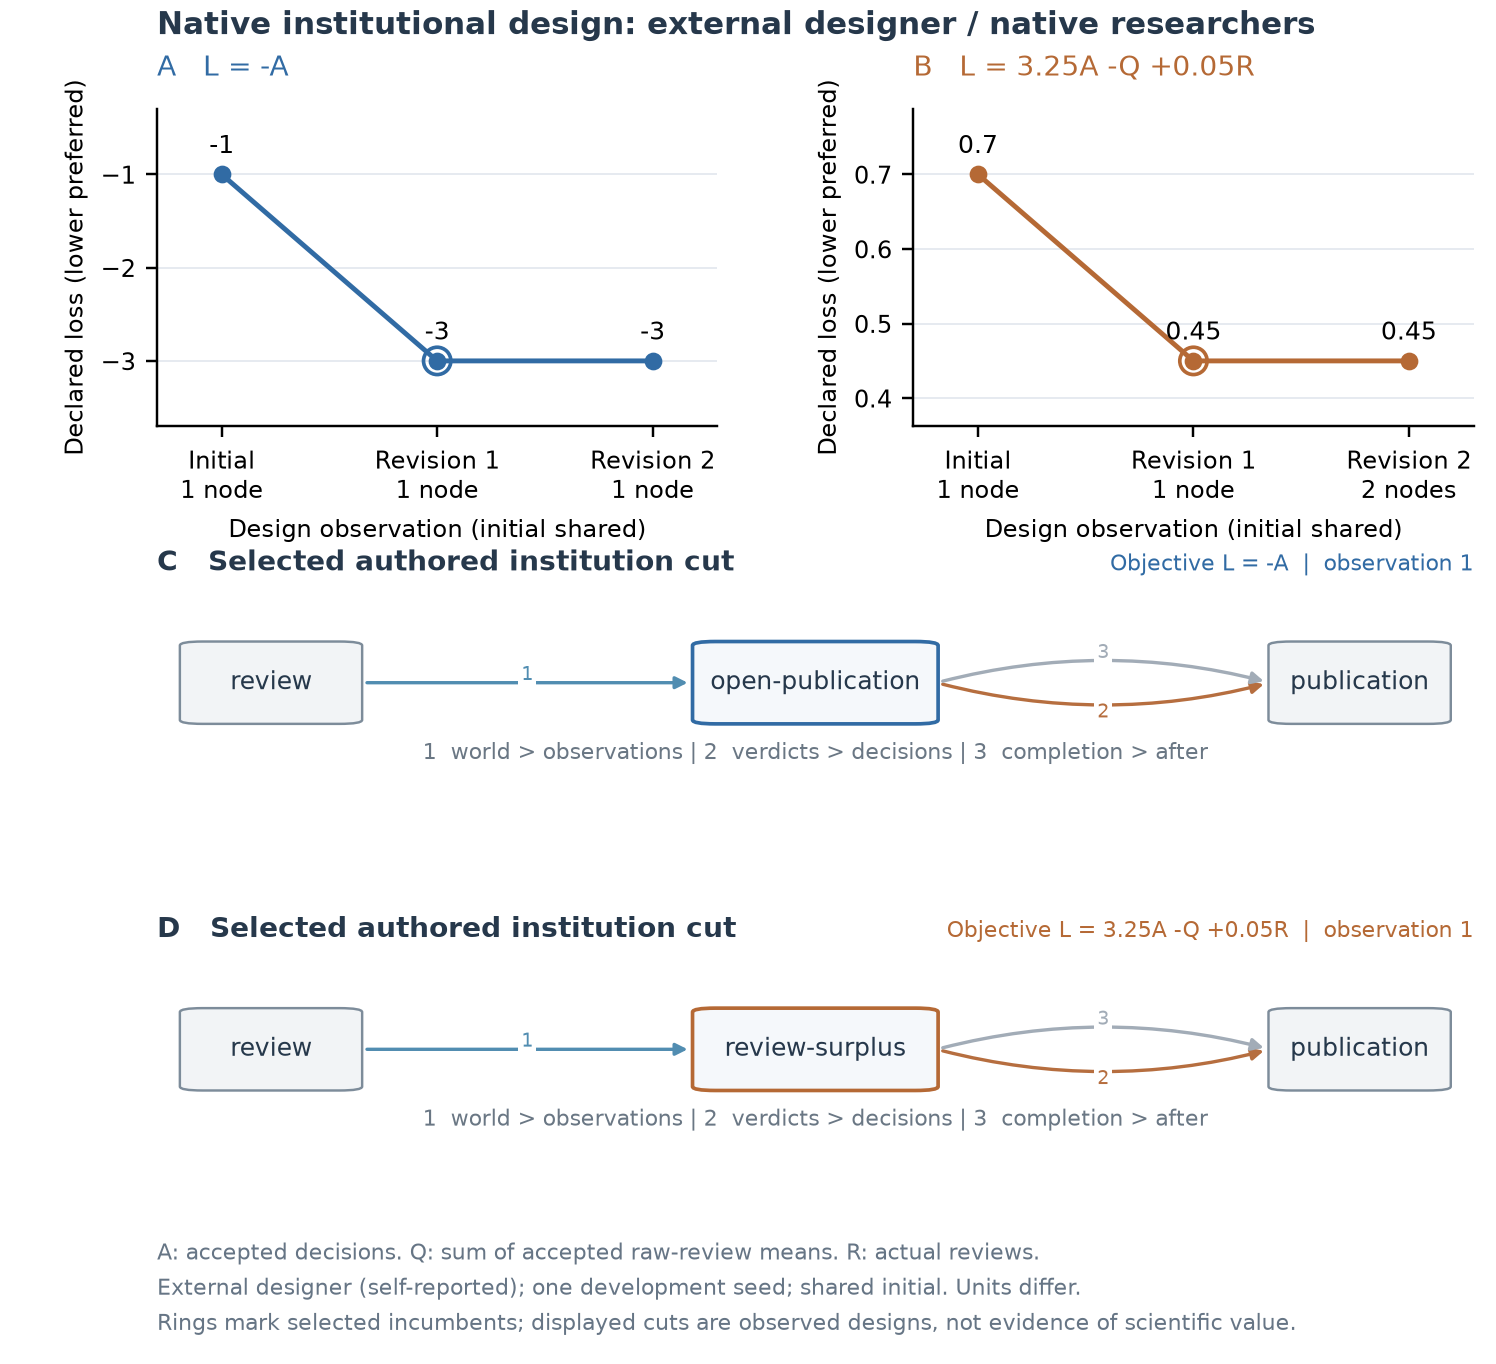 Native institutional design: external designer / native researchers
A L = -A
Declared loss (lower preferred)
−1
−2
−3
-1
-3
-3
Initial
1 node
Revision 1
1 node
Revision 2
1 node
Design observation (initial shared)
B L = 3.25A -Q +0.05R
Declared loss (lower preferred)
0.7
0.6
0.5
0.4
0.7
0.45
0.45
Initial
1 node
Revision 1
1 node
Revision 2
2 nodes
Design observation (initial shared)
C Selected authored institution cut
Objective L = -A | observation 1
review
1
open-publication
3
2
publication
1 world > observations | 2 verdicts > decisions | 3 completion > after
D Selected authored institution cut
Objective L = 3.25A -Q +0.05R | observation 1
review
1
review-surplus
3
2
publication
1 world > observations | 2 verdicts > decisions | 3 completion > after
A: accepted decisions. Q: sum of accepted raw-review means. R: actual reviews.
External designer (self-reported); one development seed; shared initial. Units differ.
Rings mark selected incumbents; displayed cuts are observed designs, not evidence of scientific value.